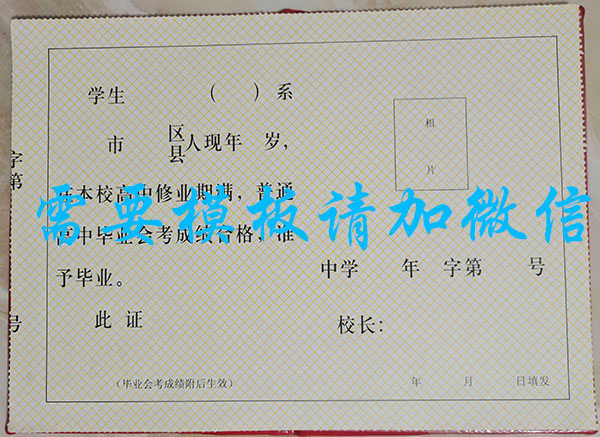 学生 ( ) 系
市 区县 人现年 岁,
在本校高中修业期满,普通
高中毕业会考成绩合格,准
予毕业。
此 证
(毕业会考成绩附后生效)
相
片
中学 年 字第 号
校长:
年 月 日填发
字第
号
需要模板请加微信